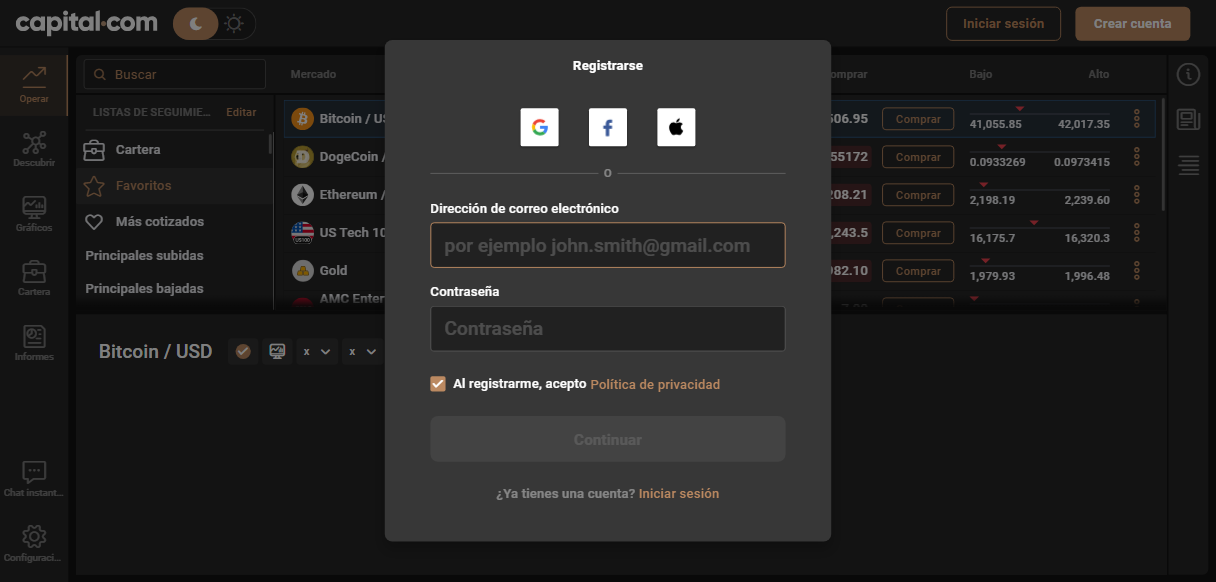 capital.com
Iniciar sesión
Crear cuenta
Registrarse
Operar
Buscar
Mercado
Comprar
Bajo
Alto
LISTAS DE SEGUIMIE...
Editar
Bitcoin / US
506.95
Comprar
41,055.85
42,017.35
Cartera
DogeCoin /
55172
Comprar
0.0933269
0.0973415
Descubrir
Favoritos
Ethereum /
208.21
Comprar
2,198.19
2,239.60
o
Dirección de correo electrónico
por ejemplo john.smith@gmail.com
Más cotizados
Gráficos
US100
US Tech 10
,243.5
Comprar
16,175.7
16,320.3
Principales subidas
Gold
982.10
Comprar
1,979.93
1,996.48
Cartera
Principales bajadas
AMC Enter
Contraseña
Contraseña
Informes
Bitcoin / USD
x
x
Al registrarme, acepto Política de privacidad
Continuar
¿Ya tienes una cuenta? Iniciar sesión
Chat instant...
Configuraci...